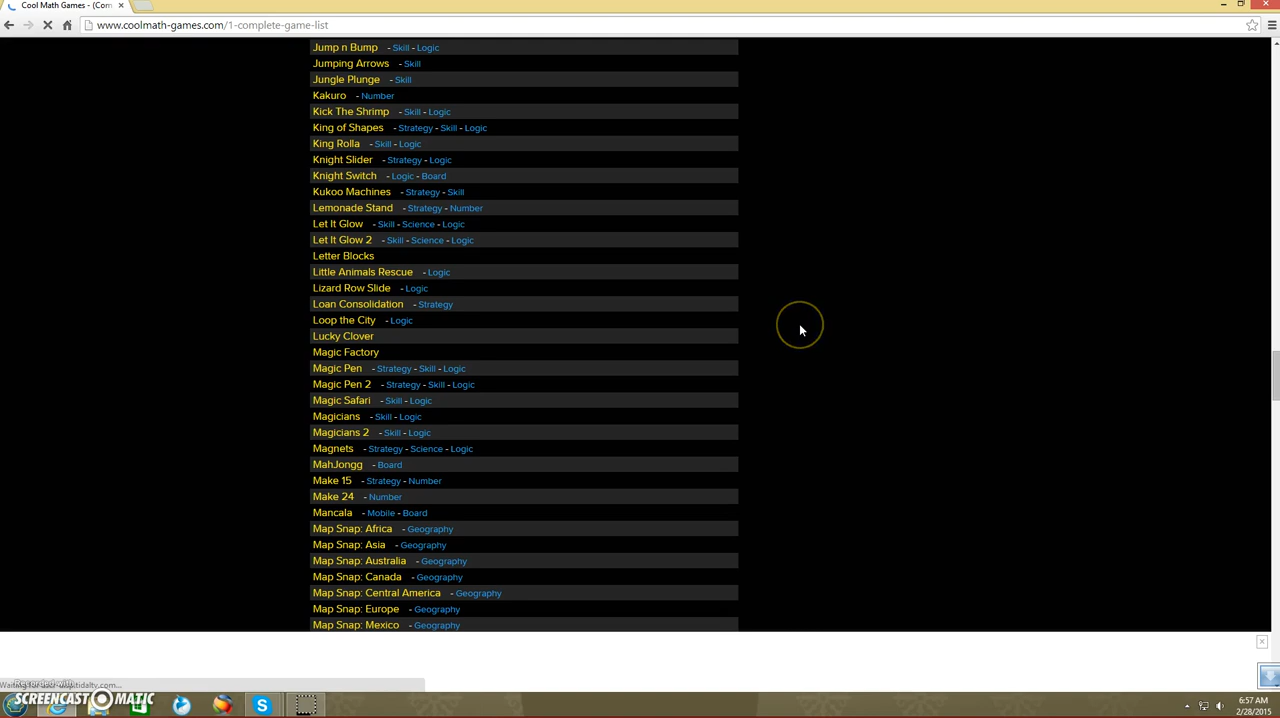 Cool Math Games - (Com
www.coolmath-games.com/1-complete-game-list
Jump n Bump - Skill - Logic
Jumping Arrows - Skill
Jungle Plunge - Skill
Kakuro - Number
Kick The Shrimp - Skill - Logic
King of Shapes - Strategy - Skill - Logic
King Rolla - Skill - Logic
Knight Slider - Strategy - Logic
Knight Switch - Logic - Board
Kukoo Machines - Strategy - Skill
Lemonade Stand - Strategy - Number
Let It Glow - Skill - Science - Logic
Let It Glow 2 - Skill - Science - Logic
Letter Blocks
Little Animals Rescue - Logic
Lizard Row Slide - Logic
Loan Consolidation - Strategy
Loop the City - Logic
Lucky Clover
Magic Factory
Magic Pen - Strategy - Skill - Logic
Magic Pen 2 - Strategy - Skill - Logic
Magic Safari - Skill - Logic
Magicians - Skill - Logic
Magicians 2 - Skill - Logic
Magnets - Strategy - Science - Logic
MahJongg - Board
Make 15 - Strategy - Number
Make 24 - Number
Mancala - Mobile - Board
Map Snap: Africa - Geography
Map Snap: Asia - Geography
Map Snap: Australia - Geography
Map Snap: Canada - Geography
Map Snap: Central America - Geography
Map Snap: Europe - Geography
Map Snap: Mexico - Geography
Recorded with
Waiting for
SCREENCAST MATIC
6:57 AM
2/28/2015